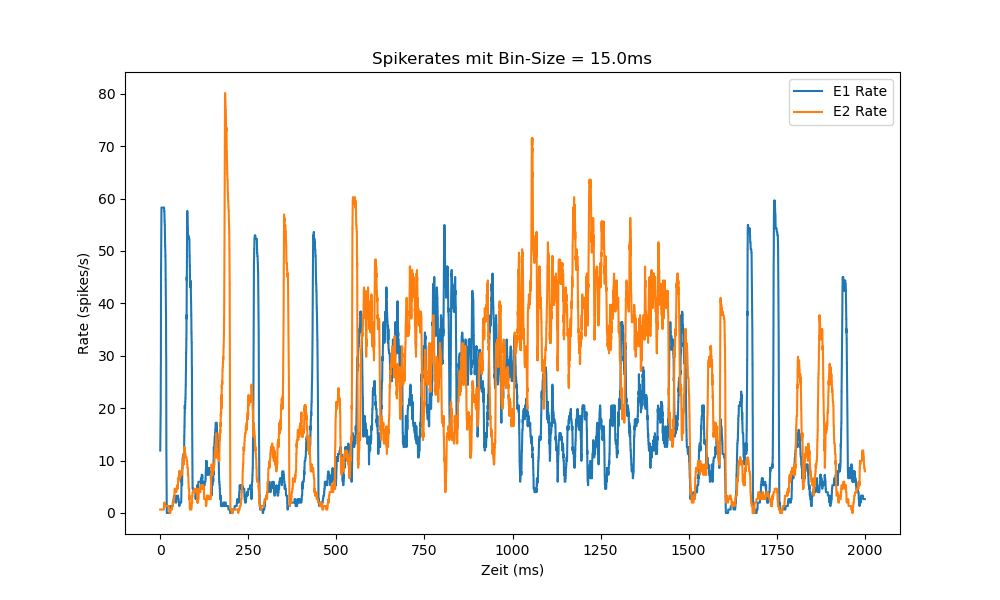 Spikerates mit Bin-Size = 15.0ms
E1 Rate
E2 Rate
80
70
60
50
40
30
20
10
0
Rate (spikes/s)
0 250 500 750 1000 1250 1500 1750 2000
Zeit (ms)